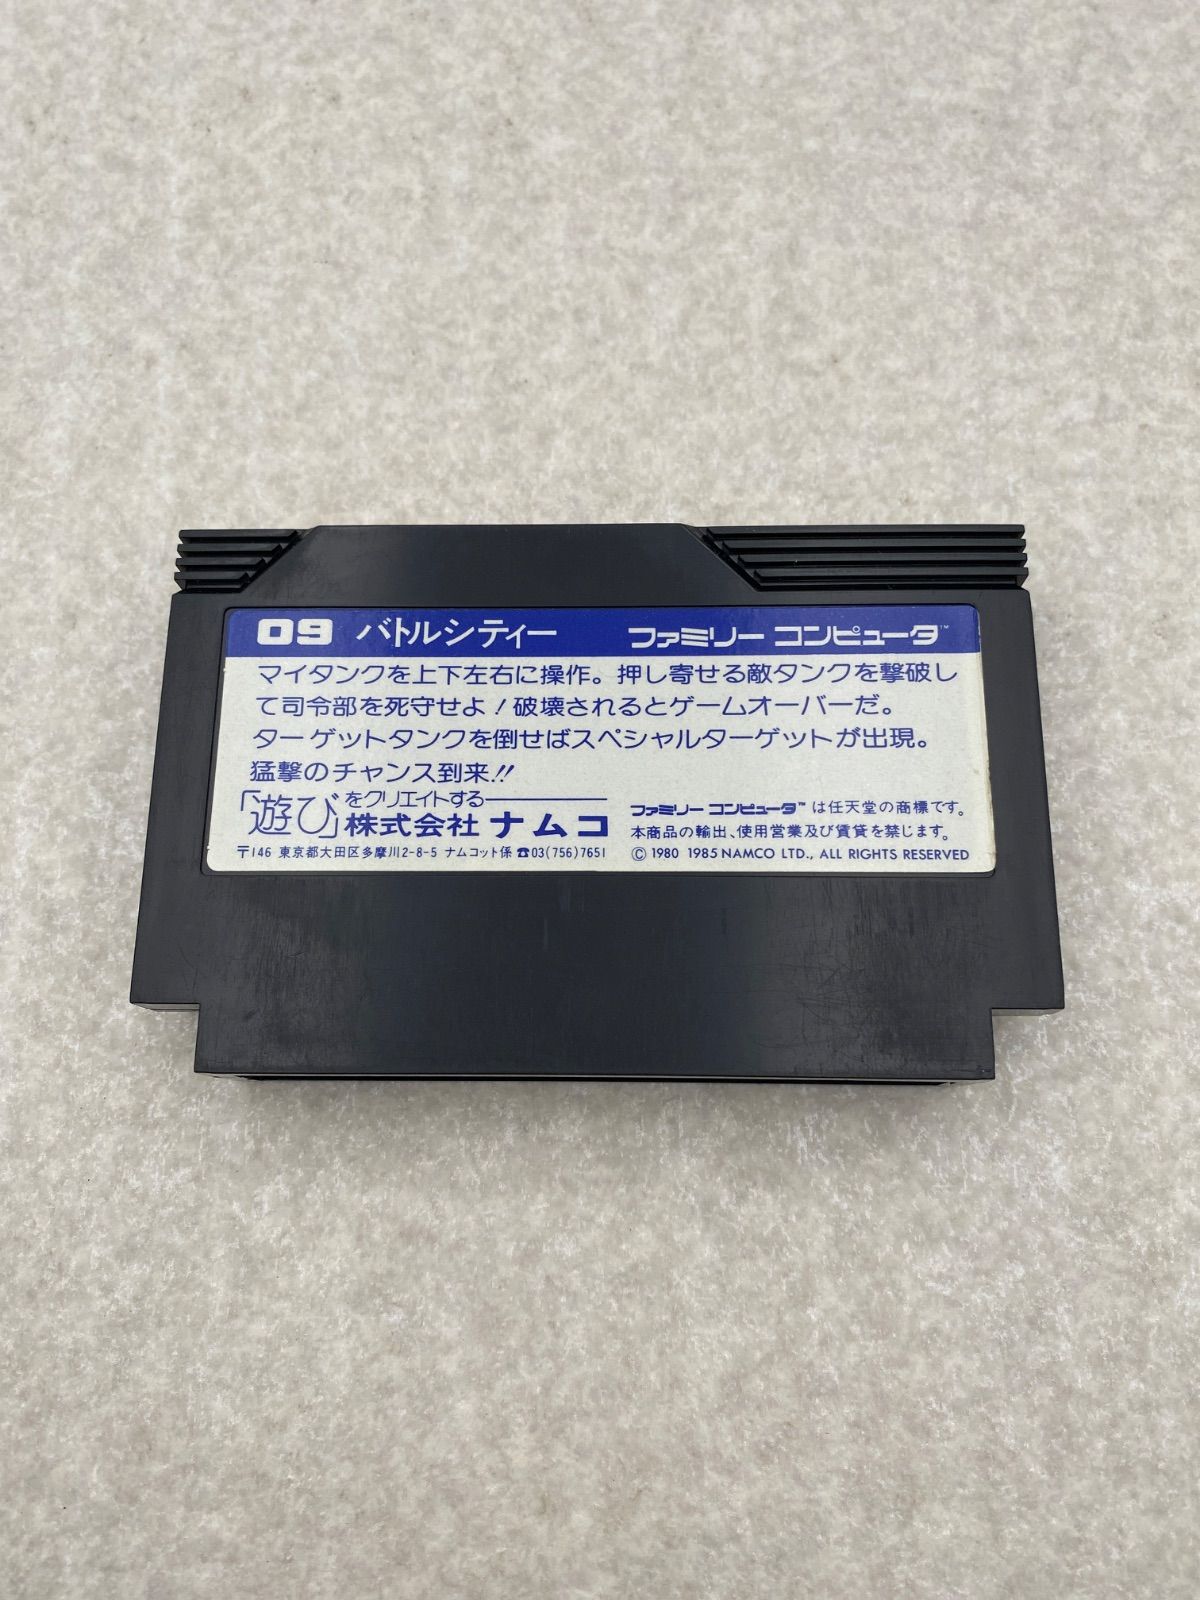 09 バトルシティー ファミリー コンピュータ™
マイタンクを上下左右に操作。押し寄せる敵タンクを撃破し
て司令部を死守せよ！破壊されるとゲームオーバーだ。
ターゲットタンクを倒せばスペシャルターゲットが出現。
猛撃のチャンス到来!!
「遊び」をクリエイトする
株式会社 ナムコ
〒146 東京都大田区多摩川2-8-5 ナムコット係 ☎03(756)7651
ファミリー コンピュータ™ は任天堂の商標です。
本商品の輸出、使用営業及び賃貸を禁じます。
© 1980 1985 NAMCO LTD., ALL RIGHTS RESERVED